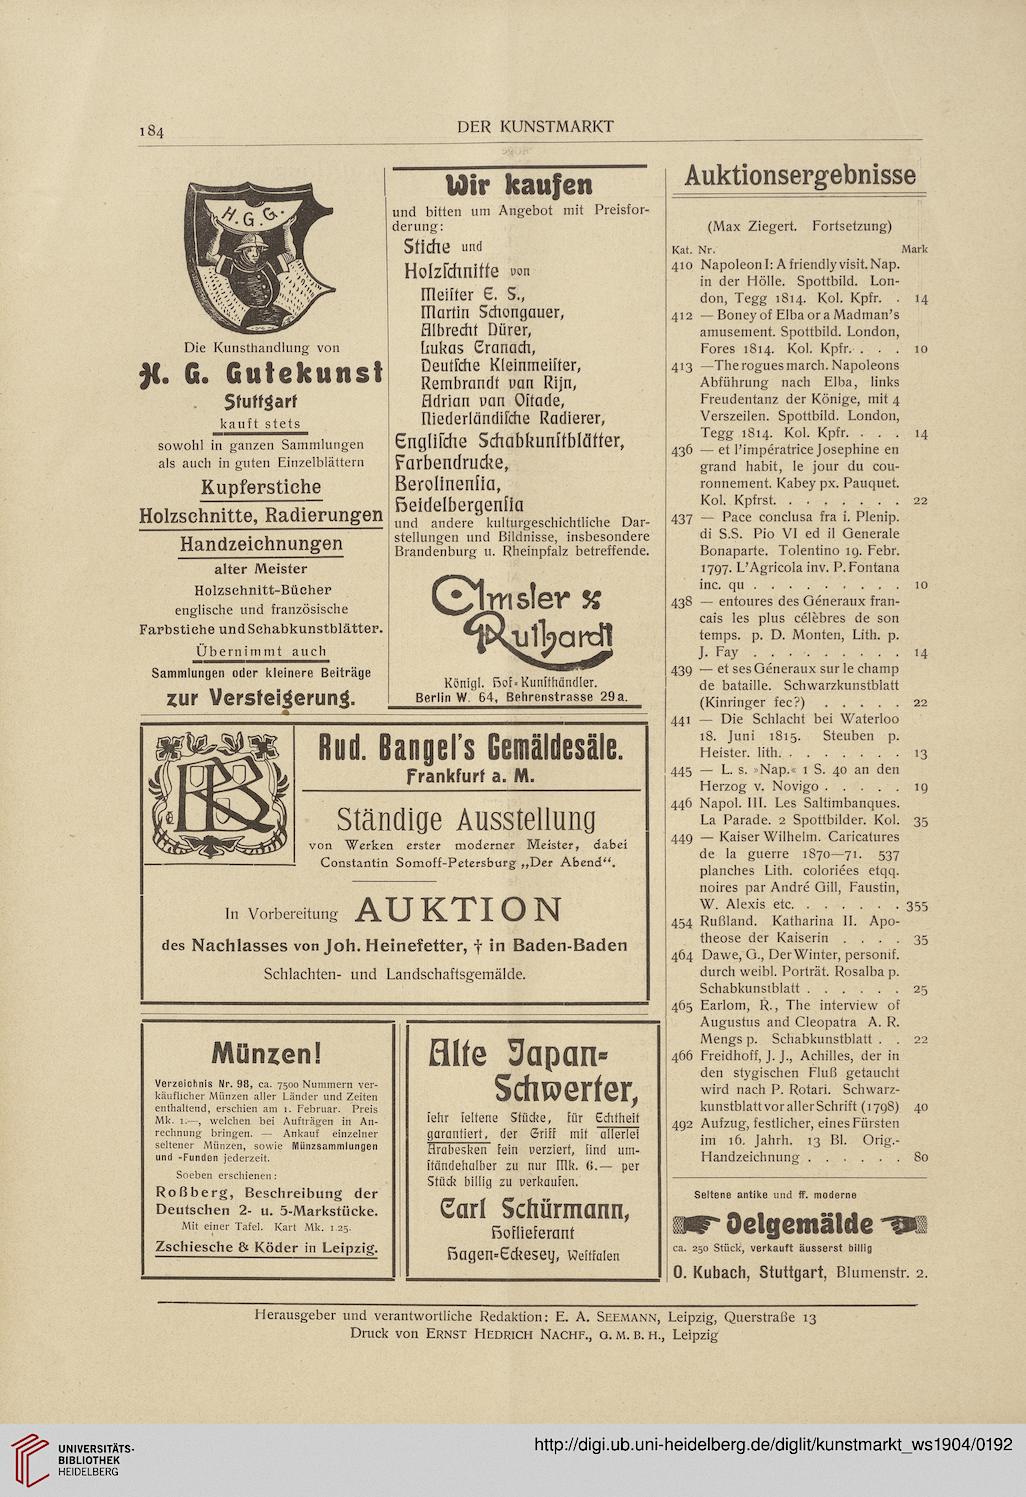 184
DER KUNSTMARKT
H. G. G.
Die Kunsthandlung von
H. G. Gutekunst
Stuttgart
kauft stets
sowohl in ganzen Sammlungen
als auch in guten Einzelblättern
Kupferstiche
Holzschnitte, Radierungen
Handzeichnungen
alter Meister
Holzschnitt-Bücher
englische und französische
Farbstiche und Schabkunstblätter.
Übernimmt auch
Sammlungen oder kleinere Beiträge
zur Versteigerung.
Wir kaufen
und bitten um Angebot mit Preisfor-
derung:
Stiche und
Holzſchnitte von
Meiſter E. S.,
Martin Schongauer,
Albrecht Dürer,
Lukas Cranach,
Deutſche Kleinmeiſter,
Rembrandt van Rijn,
Adrian van Oſtade,
Niederländiſche Radierer,
Engliſche Schabkunſtblätter,
Farbendrucke,
Berolinenſia,
Heidelbergenſia
und andere kulturgeschichtliche Dar-
stellungen und Bildnisse, insbesondere
Brandenburg u. Rheinpfalz betreffende.
Amsler &
Ruthardt
Königl. Hof-Kunſthändler.
Berlin W. 64, Behrenstrasse 29a.
RB
Rud. Bangel's Gemäldesäle.
Frankfurt a. M.
Ständige Ausstellung
von Werken erster moderner Meister, dabei
Constantin Somoff-Petersburg „Der Abend“.
In Vorbereitung AUKTION
des Nachlasses von Joh. Heinefetter, † in Baden-Baden
Schlachten- und Landschaftsgemälde.
Münzen!
Verzeichnis Nr. 98, ca. 7500 Nummern ver-
käuflicher Münzen aller Länder und Zeiten
enthaltend, erschien am 1. Februar. Preis
Mk. 1.—, welchen bei Aufträgen in An-
rechnung bringen. — Ankauf einzelner
seltener Münzen, sowie Münzsammlungen
und -Funden jederzeit.
Soeben erschienen:
Roßberg, Beschreibung der
Deutschen 2- u. 5-Markstücke.
Mit einer Tafel. Kart Mk. 1.25.
Zschiesche & Köder in Leipzig.
Alte Japan-
Schwerter,
ſehr ſeltene Stücke, für Echtheit
garantiert, der Griff mit allerlei
Arabesken fein verziert, ſind um-
ſtändehalber zu nur Mk. 6.— per
Stück billig zu verkaufen.
Carl Schürmann,
Hoflieferant
Hagen-Eckesey, Weſtfalen
Auktionsergebnisse
(Max Ziegert. Fortsetzung)
Kat. Nr. Mark
410 Napoleon I: A friendly visit. Nap.
in der Hölle. Spottbild. Lon-
don, Tegg 1814. Kol. Kpfr. . 14
412 — Boney of Elba or a Madman's
amusement. Spottbild. London,
Fores 1814. Kol. Kpfr. . . . 10
413 — The rogues march. Napoleons
Abführung nach Elba, links
Freudentanz der Könige, mit 4
Verszeilen. Spottbild. London,
Tegg 1814. Kol. Kpfr. . . . 14
436 — et l'impératrice Josephine en
grand habit, le jour du cou-
ronnement. Kabey px. Pauquet.
Kol. Kpfrst. . . . . . . . 22
437 — Pace conclusa fra i. Plenip.
di S.S. Pio VI ed il Generale
Bonaparte. Tolentino 19. Febr.
1797. L'Agricola inv. P. Fontana
inc. qu . . . . . . . . . 10
438 — entoures des Géneraux fran-
cais les plus célèbres de son
temps. p. D. Monten, Lith. p.
J. Fay . . . . . . . . . 14
439 — et ses Géneraux sur le champ
de bataille. Schwarzkunstblatt
(Kinringer fec?) . . . . . 22
441 — Die Schlacht bei Waterloo
18. Juni 1815. Steuben p.
Heister. lith. . . . . . . . 13
445 — L. s. »Nap.« 1 S. 40 an den
Herzog v. Novigo . . . . . 19
446 Napol. III. Les Saltimbanques.
La Parade. 2 Spottbilder. Kol. 35
449 — Kaiser Wilhelm. Caricatures
de la guerre 1870—71. 537
planches Lith. coloriées etqq.
noires par André Gill, Faustin,
W. Alexis etc. . . . . . . 355
454 Rußland. Katharina II. Apo-
theose der Kaiserin . . . . 35
464 Dawe, G., Der Winter, personif.
durch weibl. Porträt. Rosalba p.
Schabkunstblatt . . . . . . 25
465 Earlom, R., The interview of
Augustus and Cleopatra A. R.
Mengs p. Schabkunstblatt . . 22
466 Freidhoff, J. J., Achilles, der in
den stygischen Fluß getaucht
wird nach P. Rotari. Schwarz-
kunstblatt vor aller Schrift (1798) 40
492 Aufzug, festlicher, eines Fürsten
im 16. Jahrh. 13 Bl. Orig.-
Handzeichnung . . . . . . 80
Seltene antike und ff. moderne
Oelgemälde
ca. 250 Stück, verkauft äusserst billig
O. Kubach, Stuttgart, Blumenstr. 2.
Herausgeber und verantwortliche Redaktion: E. A. SEEMANN, Leipzig, Querstraße 13
Druck von ERNST HEDRICH NACHF., G. M. B. H., Leipzig
UNIVERSITÄTS-
BIBLIOTHEK
HEIDELBERG
http://digi.ub.uni-heidelberg.de/diglit/kunstmarkt_ws1904/0192